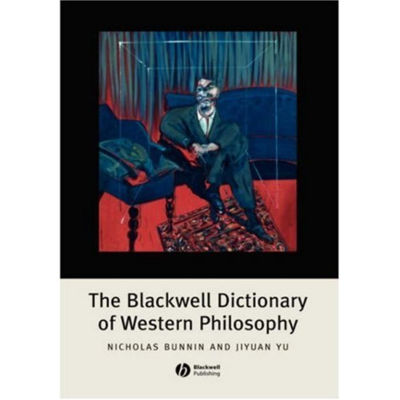 The Blackwell Dictionary
of Western Philosophy
NICHOLAS BUNNIN AND JIYUAN YU
Blackwell
Publishing